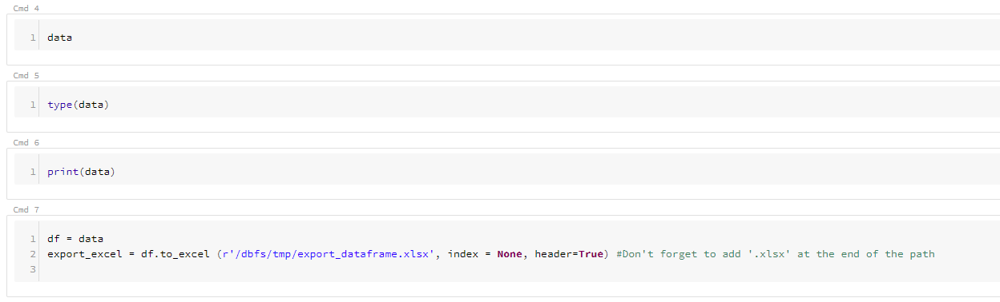 Cmd 4
1 data
Cmd 5
1 type(data)
Cmd 6
1 print(data)
Cmd 7
1 df = data
2 export_excel = df.to_excel (r'/dbfs/tmp/export_dataframe.xlsx', index = None, header=True) #Don't forget to add '.xlsx' at the end of the path
3